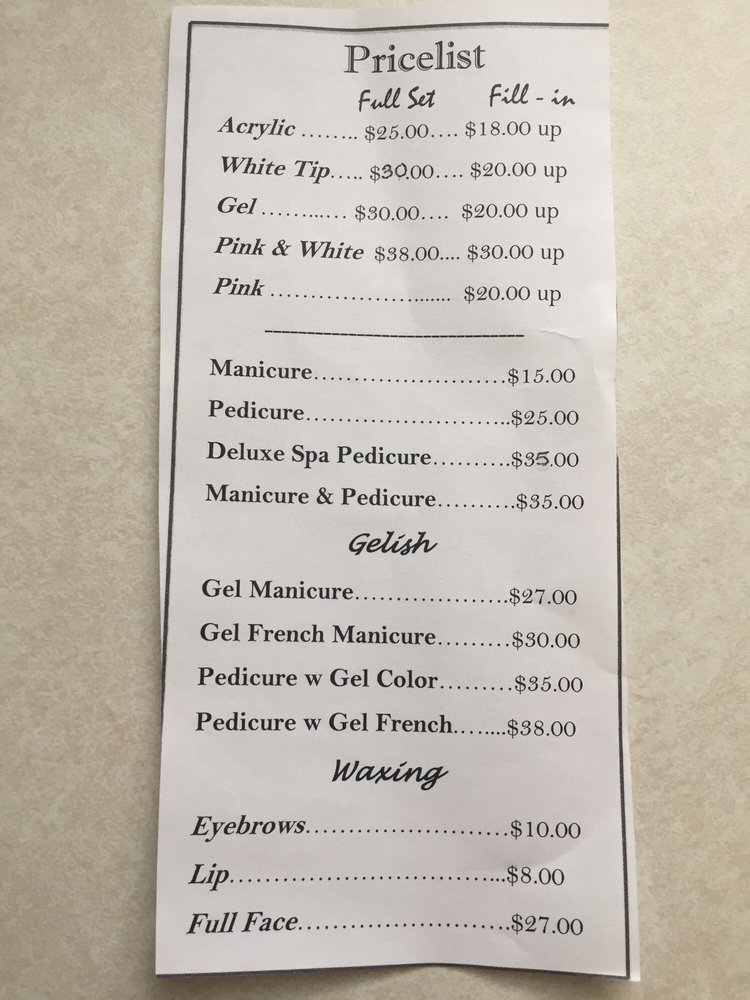 Pricelist
Full Set Fill - in
Acrylic ........ $25.00.... $18.00 up
White Tip..... $30.00.... $20.00 up
Gel ............ $30.00.... $20.00 up
Pink & White $38.00.... $30.00 up
Pink ......................... $20.00 up
--------------------------------
Manicure.......................$15.00
Pedicure........................$25.00
Deluxe Spa Pedicure..........$35.00
Manicure & Pedicure.........$35.00
Gelish
Gel Manicure..................$27.00
Gel French Manicure.........$30.00
Pedicure w Gel Color.........$35.00
Pedicure w Gel French........$38.00
Waxing
Eyebrows........................$10.00
Lip.................................$8.00
Full Face.........................$27.00